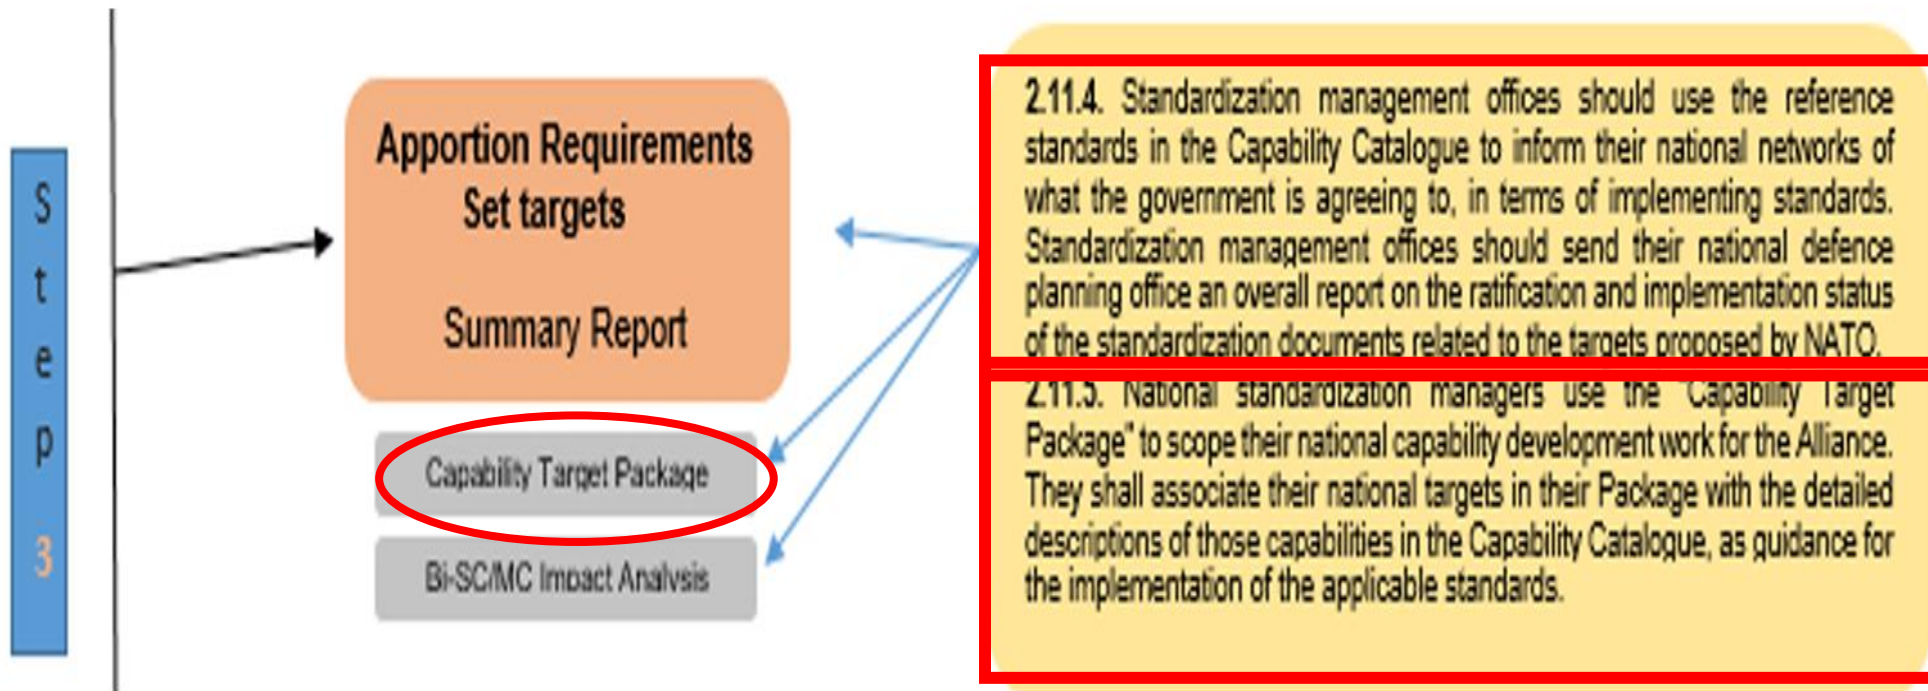 Step 3
Apportion Requirements
Set targets
Summary Report
Capability Target Package
Bi-SC/MC Impact Analysis
2.11.4. Standardization management offices should use the reference
standards in the Capability Catalogue to inform their national networks of
what the government is agreeing to, in terms of implementing standards.
Standardization management offices should send their national defence
planning office an overall report on the ratification and implementation status
of the standardization documents related to the targets proposed by NATO.
2.11.5. National standardization managers use the "Capability Target
Package" to scope their national capability development work for the Alliance.
They shall associate their national targets in their Package with the detailed
descriptions of those capabilities in the Capability Catalogue, as guidance for
the implementation of the applicable standards.